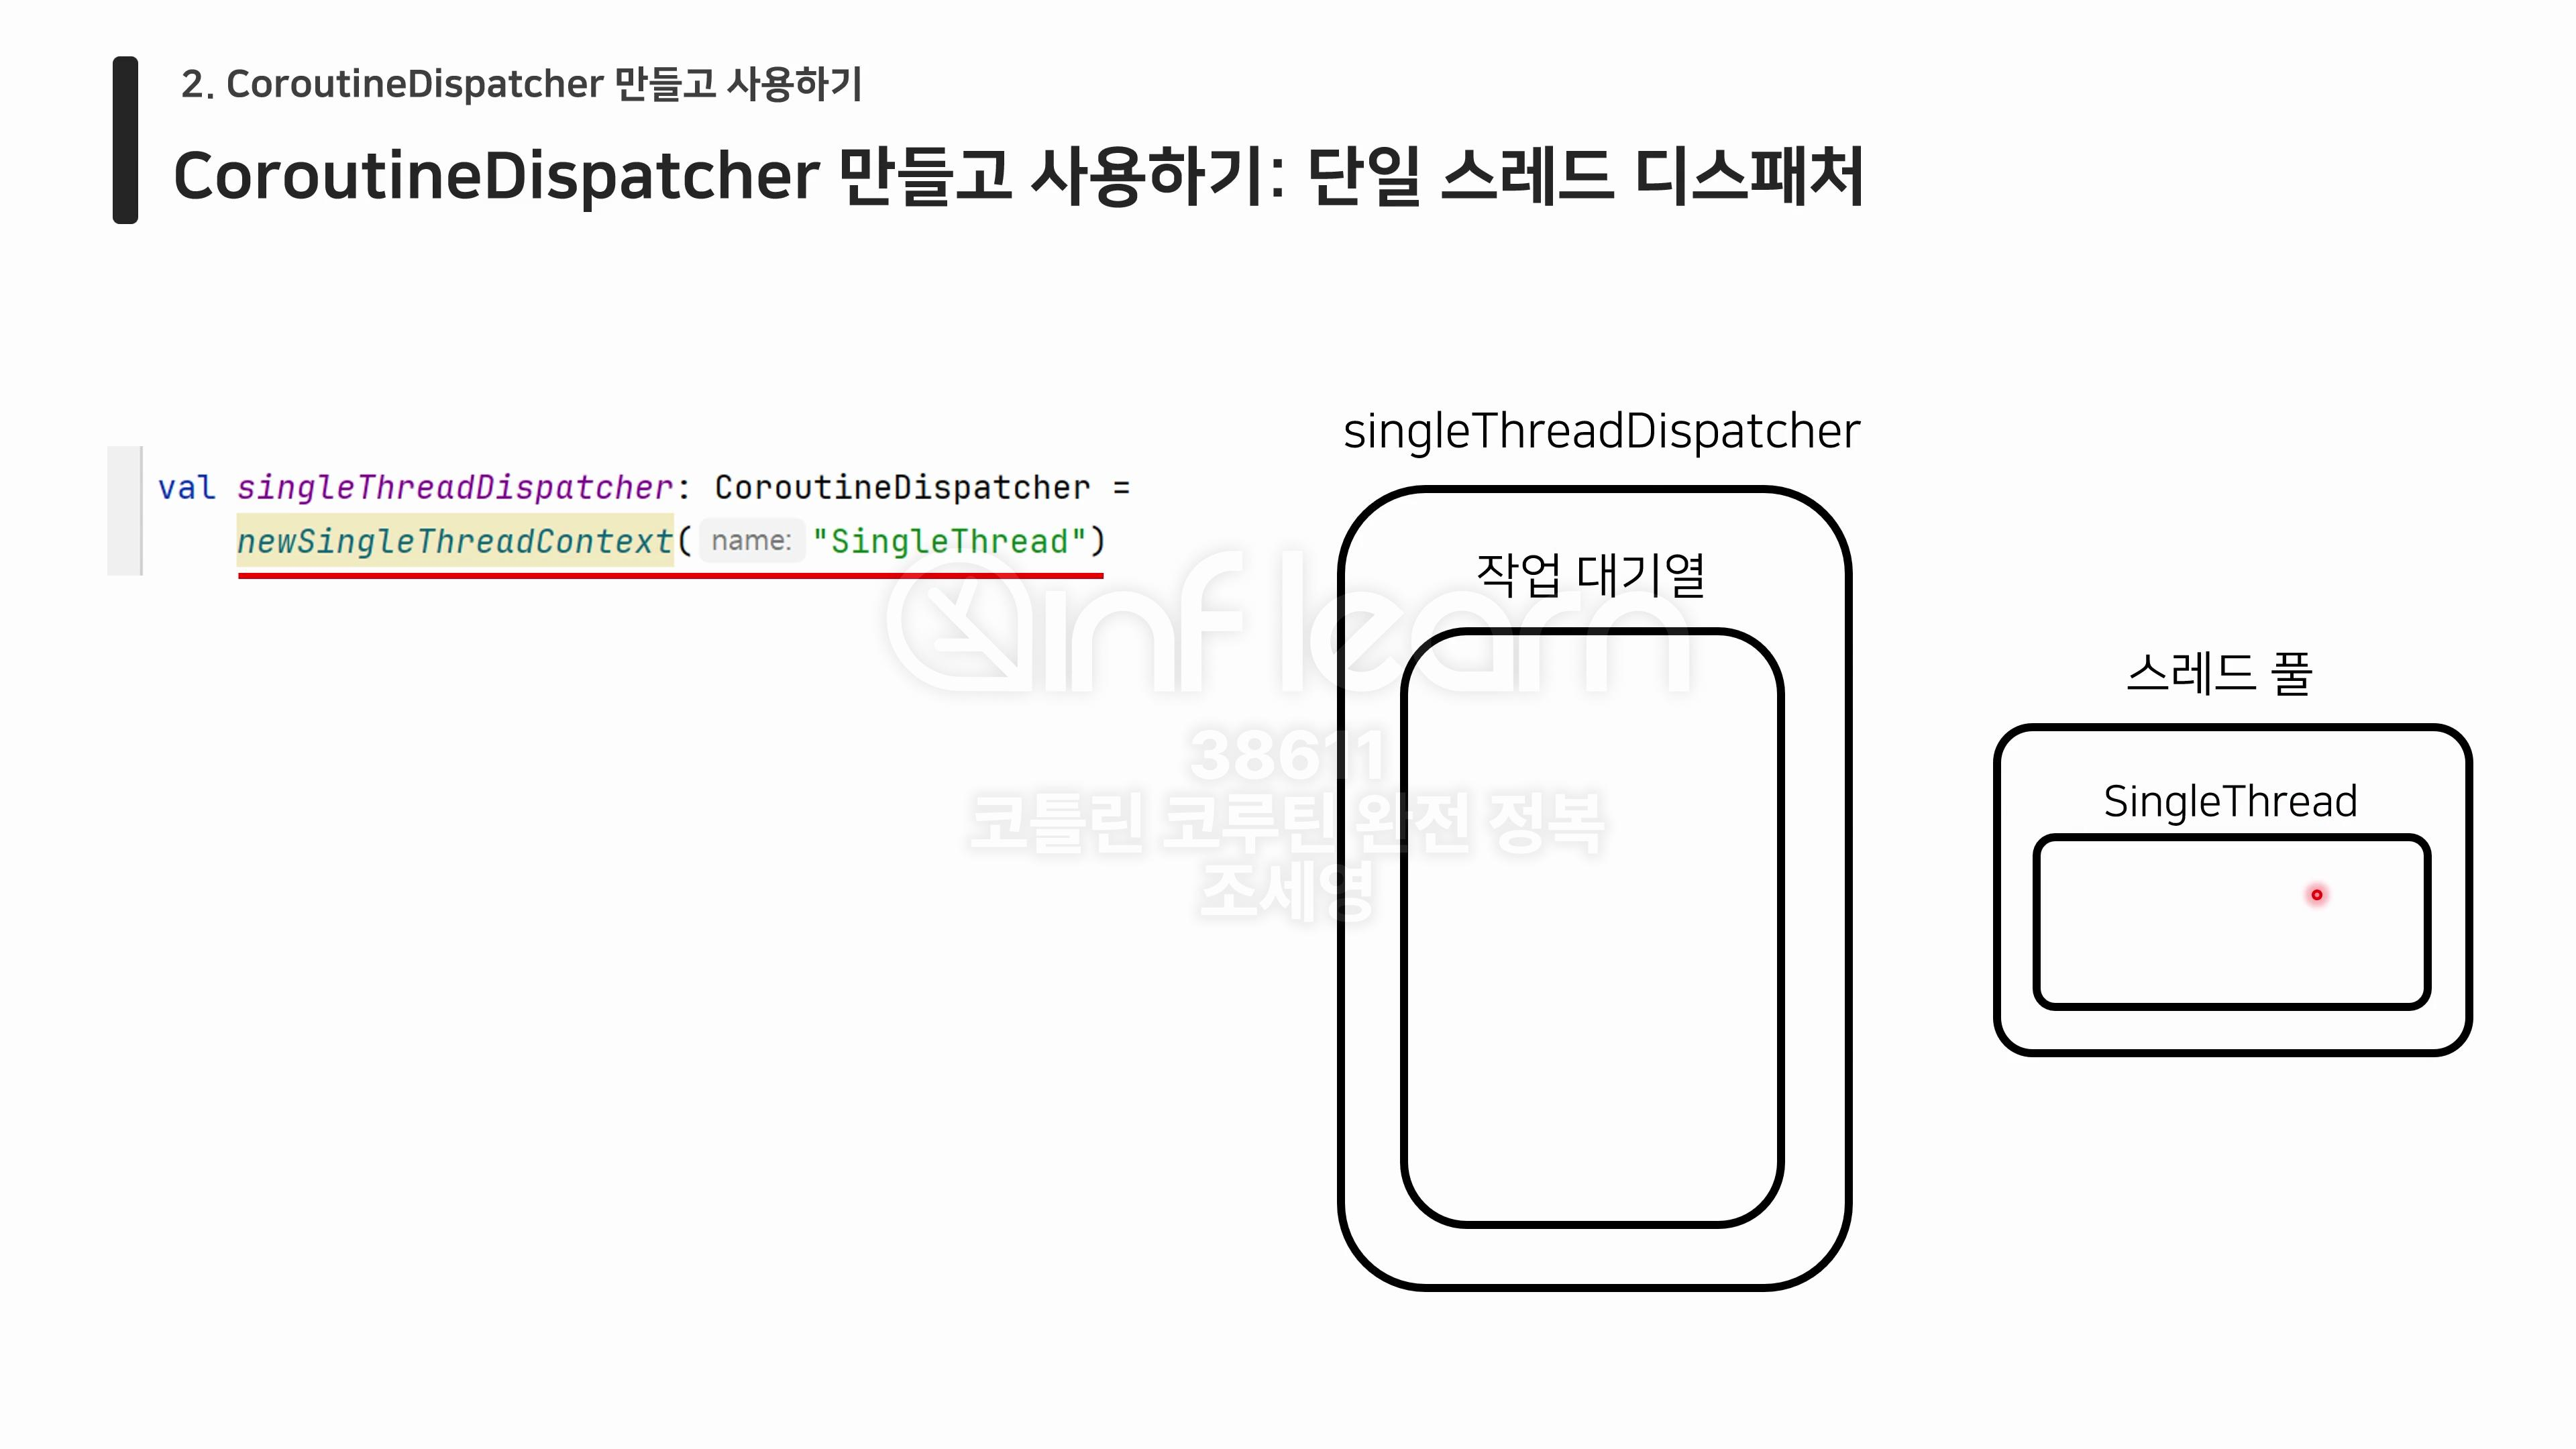 2. CoroutineDispatcher 만들고 사용하기
CoroutineDispatcher 만들고 사용하기: 단일 스레드 디스패처
val singleThreadDispatcher: CoroutineDispatcher =
newSingleThreadContext( name: "SingleThread")
singleThreadDispatcher
작업 대기열
스레드 풀
SingleThread
inflearn
38611
코틀린 코루틴 완전 정복
조세영